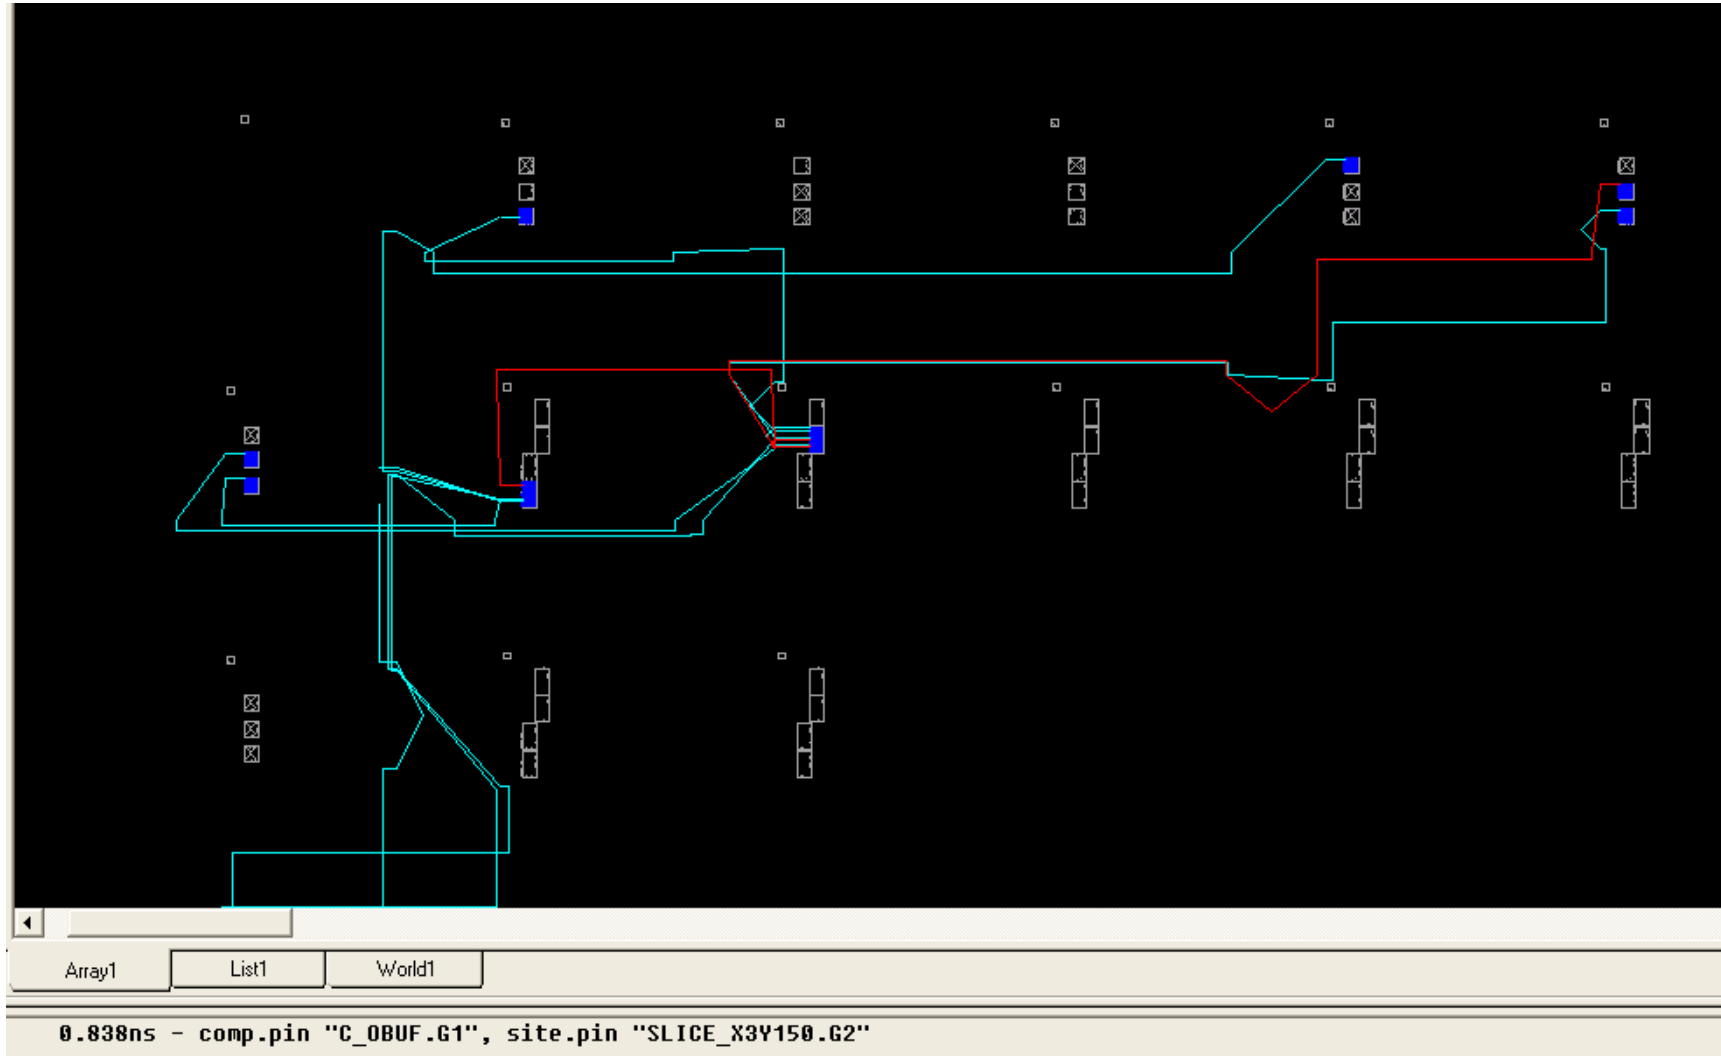 Array1
List1
World1
0.838ns - comp.pin "C_OBUF.G1", site.pin "SLICE_X3Y150.G2"